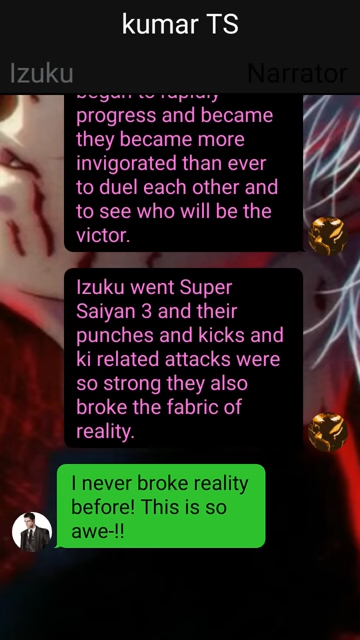 kumar TS
Izuku
Narrator
began to rapidly
progress and became
they became more
invigorated than ever
to duel each other and
to see who will be the
victor.
Izuku went Super
Saiyan 3 and their
punches and kicks and
ki related attacks were
so strong they also
broke the fabric of
reality.
I never broke reality
before! This is so
awe-!!